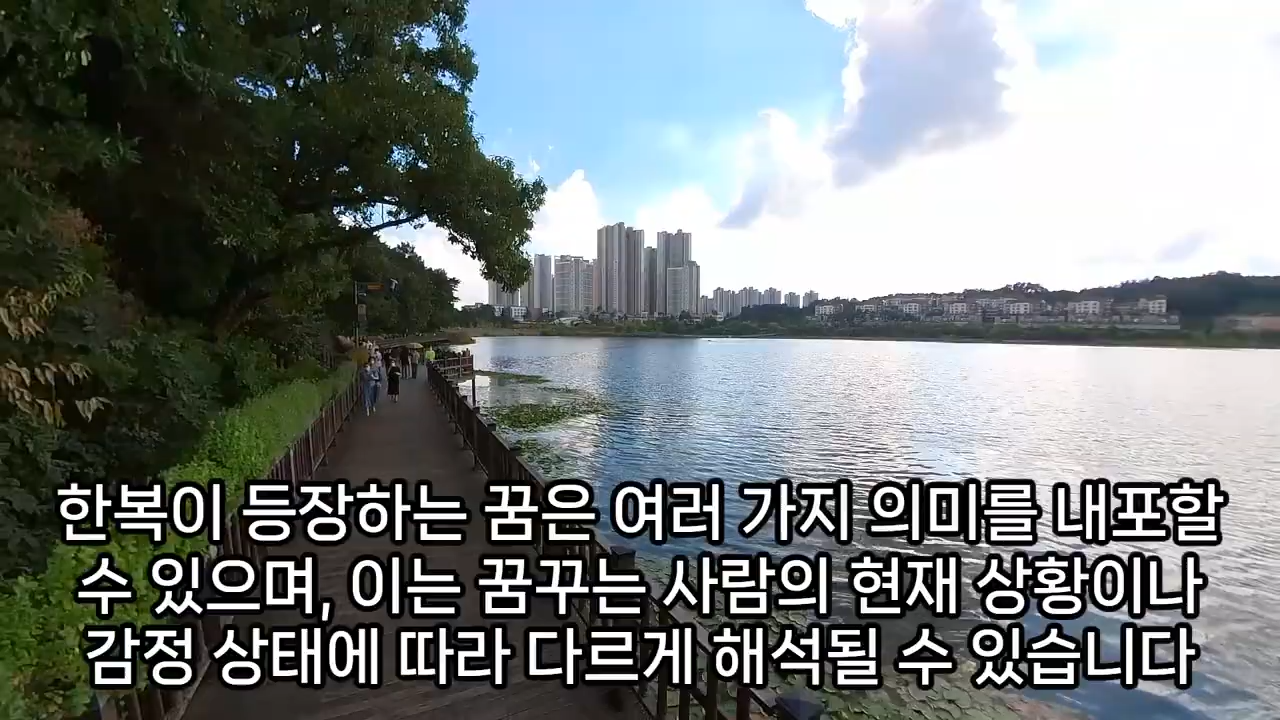 한복이 등장하는 꿈은 여러 가지 의미를 내포할
수 있으며, 이는 꿈꾸는 사람의 현재 상황이나
감정 상태에 따라 다르게 해석될 수 있습니다